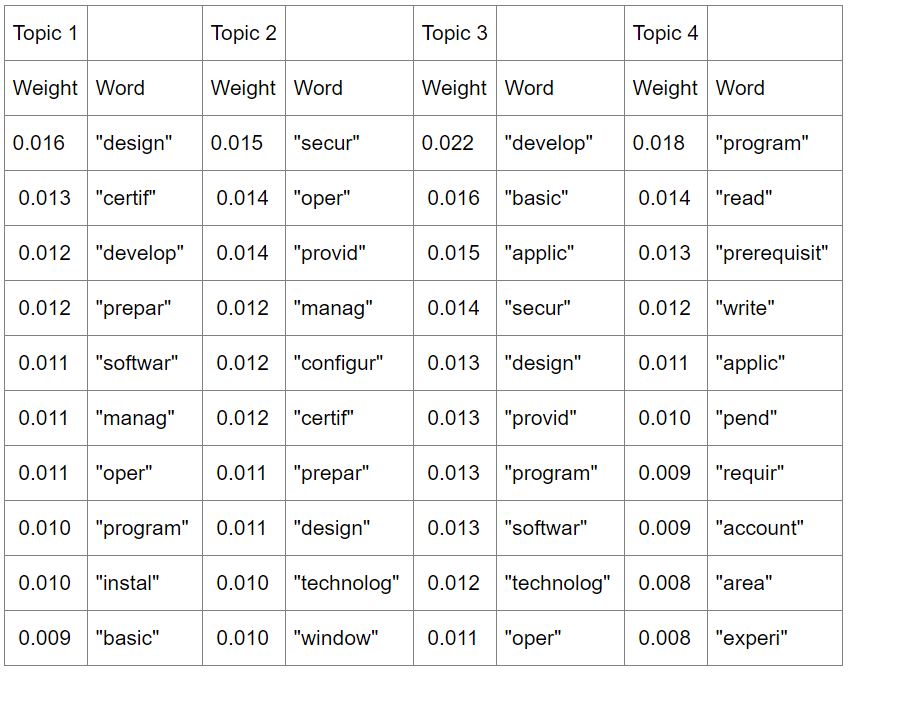 Topic 1 Topic 2 Topic 3 Topic 4
Weight Word Weight Word Weight Word Weight Word
0.016 "design" 0.015 "secur" 0.022 "develop" 0.018 "program"
0.013 "certif" 0.014 "oper" 0.016 "basic" 0.014 "read"
0.012 "develop" 0.014 "provid" 0.015 "applic" 0.013 "prerequisit"
0.012 "prepar" 0.012 "manag" 0.014 "secur" 0.012 "write"
0.011 "softwar" 0.012 "configur" 0.013 "design" 0.011 "applic"
0.011 "manag" 0.012 "certif" 0.013 "provid" 0.010 "pend"
0.011 "oper" 0.011 "prepar" 0.013 "program" 0.009 "requir"
0.010 "program" 0.011 "design" 0.013 "softwar" 0.009 "account"
0.010 "instal" 0.010 "technolog" 0.012 "technolog" 0.008 "area"
0.009 "basic" 0.010 "window" 0.011 "oper" 0.008 "experi"